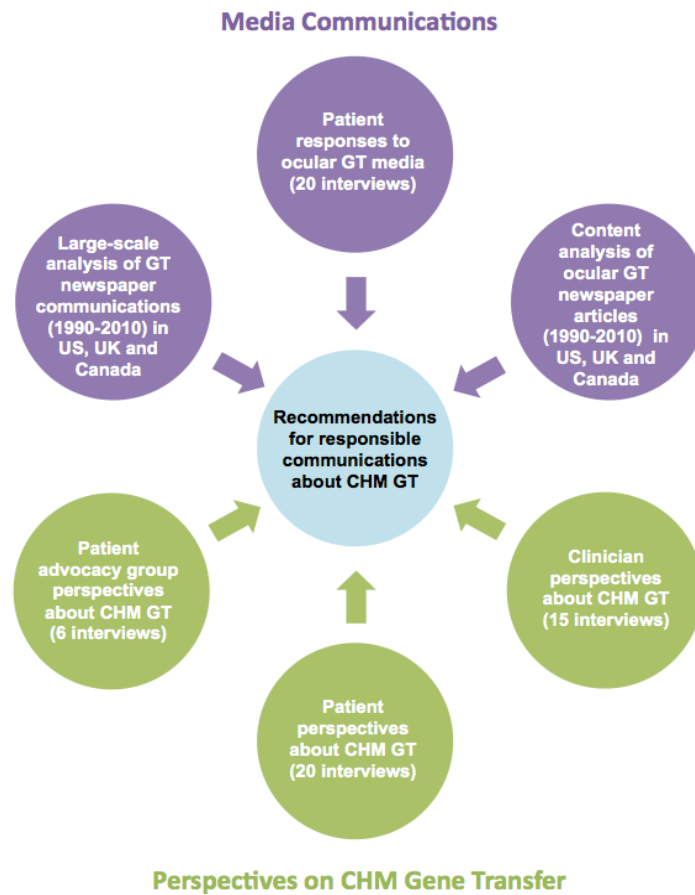 Media Communications
Patient
responses to
ocular GT media
(20 interviews)
Large-scale
analysis of GT
newspaper
communications
(1990-2010) in
US, UK and
Canada
Content
analysis of
ocular GT
newspaper
articles
(1990-2010) in
US, UK and
Canada
Recommendations
for responsible
communications
about CHM GT
Patient
advocacy group
perspectives
about CHM GT
(6 interviews)
Clinician
perspectives
about CHM GT
(15 interviews)
Patient
perspectives
about CHM GT
(20 interviews)
Perspectives on CHM Gene Transfer